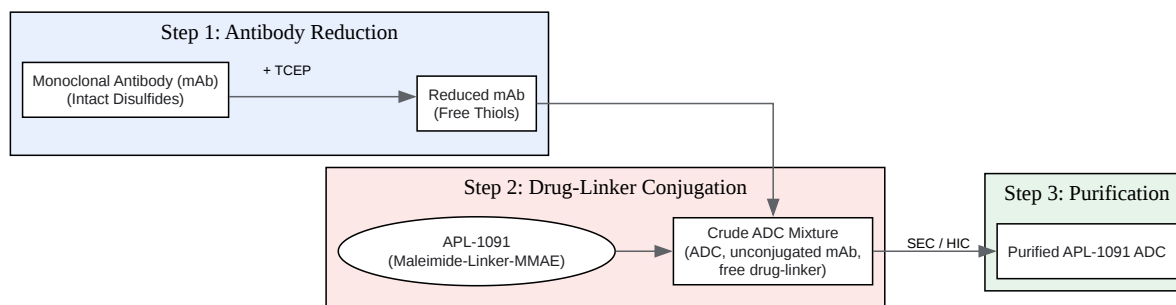 Step 1: Antibody Reduction
+ TCEP
Monoclonal Antibody (mAb)
(Intact Disulfides)
Reduced mAb
(Free Thiols)
Step 2: Drug-Linker Conjugation
APL-1091
(Maleimide-Linker-MMAE)
Crude ADC Mixture
(ADC, unconjugated mAb,
free drug-linker)
SEC / HIC
Step 3: Purification
Purified APL-1091 ADC